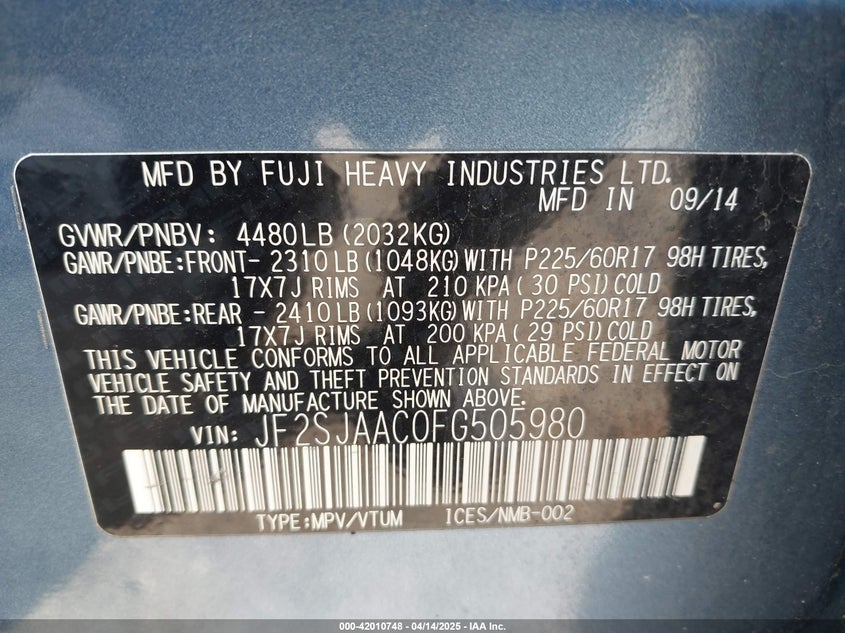 MFD BY FUJI HEAVY INDUSTRIES LTD.
MFD IN 09/14
GVWR/PNBV: 4480LB (2032KG)
GAWR/PNBE:FRONT- 2310LB (1048KG) WITH P225/60R17 98H TIRES,
17X7J RIMS AT 210 KPA ( 30 PSI) COLD
GAWR/PNBE:REAR - 2410LB (1093KG) WITH P225/60R17 98H TIRES,
17X7J RIMS AT 200 KPA ( 29 PSI) COLD
THIS VEHICLE CONFORMS TO ALL APPLICABLE FEDERAL MOTOR
VEHICLE SAFETY AND THEFT PREVENTION STANDARDS IN EFFECT ON
THE DATE OF MANUFACTURE SHOWN ABOVE.
VIN: JF2SJAAC0FG505980
TYPE:MPV/VTUM ICES/NMB-002
000-42010748 - 04/14/2025 - IAA Inc.